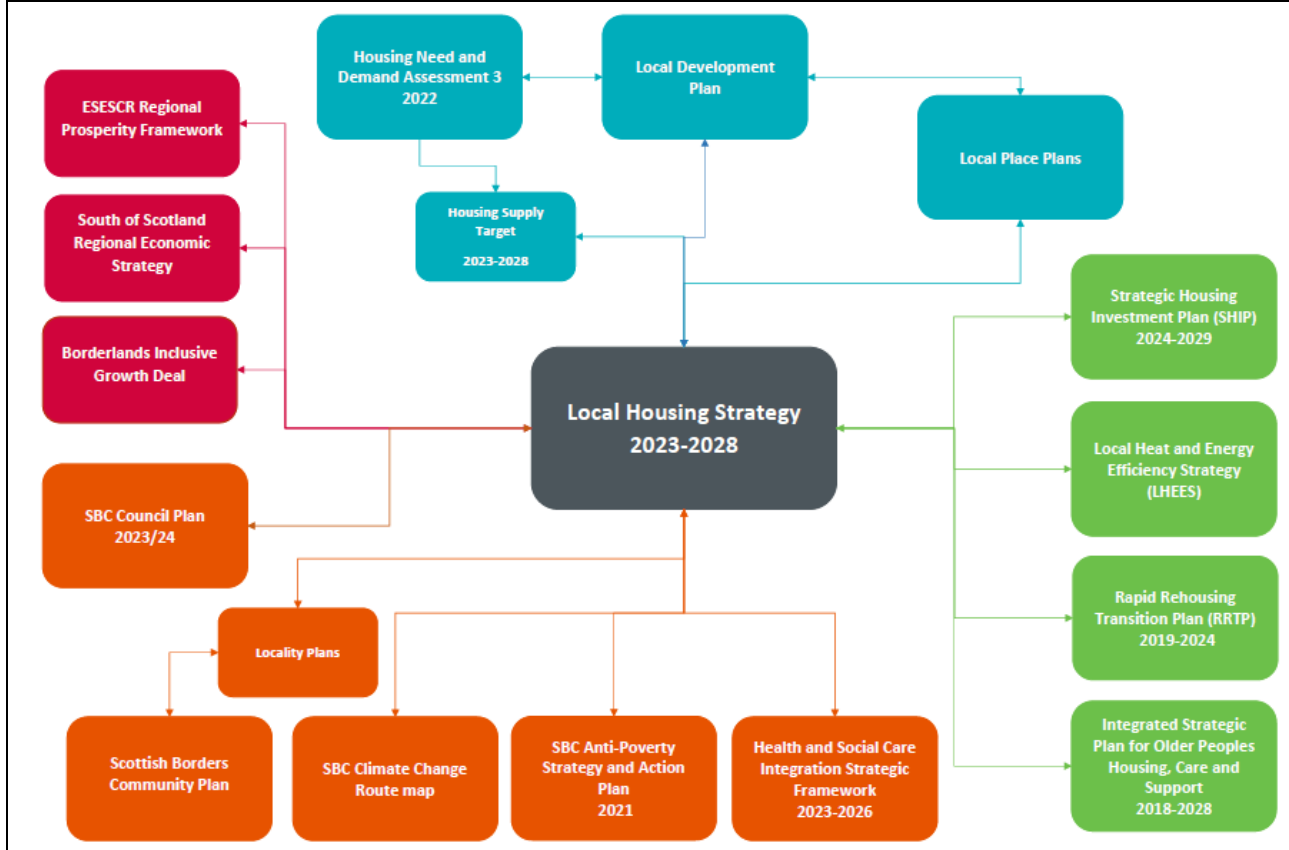 Housing Need and
Demand Assessment 3
2022
Local Development
Plan
ESESCR Regional
Prosperity Framework
Local Place Plans
South of Scotland
Regional Economic
Strategy
Housing Supply
Target
2023-2028
Strategic Housing
Investment Plan (SHIP)
2024-2029
Borderlands Inclusive
Growth Deal
Local Housing Strategy
2023-2028
Local Heat and Energy
Efficiency Strategy
(LHEES)
SBC Council Plan
2023/24
Rapid Rehousing
Transition Plan (RRTP)
2019-2024
Locality Plans
Scottish Borders
Community Plan
SBC Climate Change
Route map
SBC Anti-Poverty
Strategy and Action
Plan
2021
Health and Social Care
Integration Strategic
Framework
2023-2026
Integrated Strategic
Plan for Older Peoples
Housing, Care and
Support
2018-2028